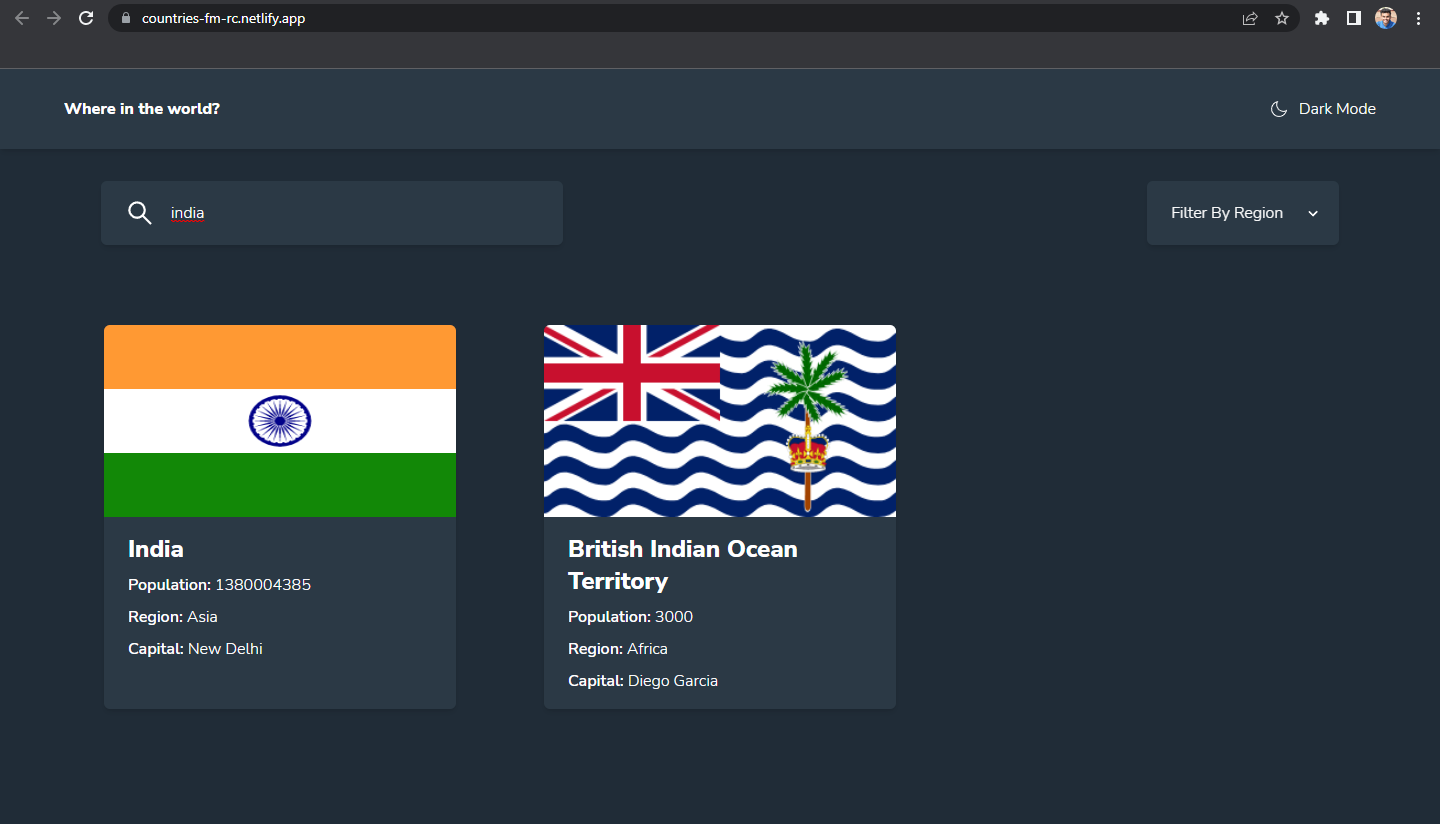 countries-fm-rc.netlify.app
Where in the world?
Dark Mode
india
Filter By Region
India
Population: 1380004385
Region: Asia
Capital: New Delhi
British Indian Ocean
Territory
Population: 3000
Region: Africa
Capital: Diego Garcia